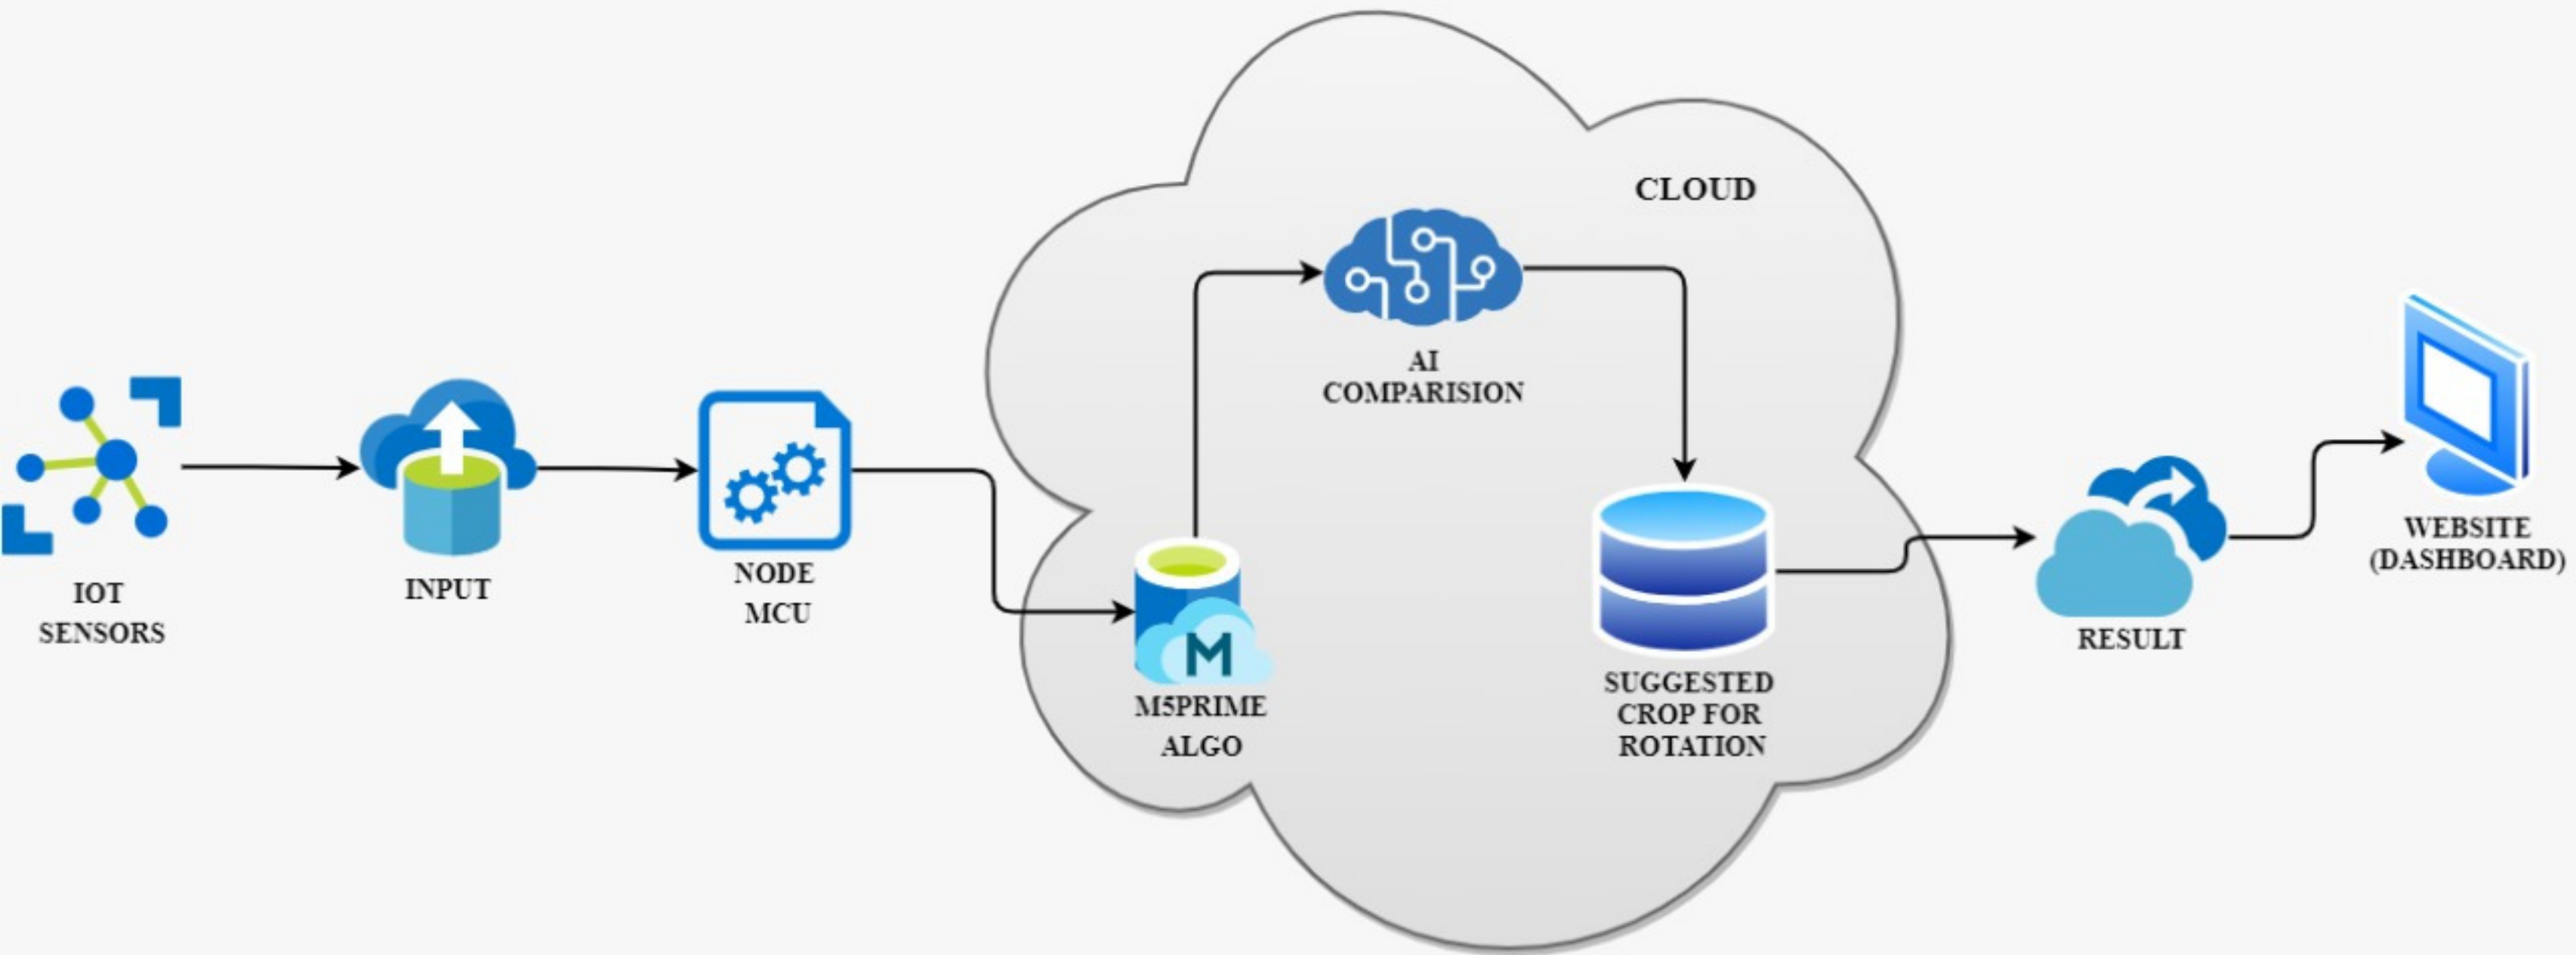 IOT
SENSORS
INPUT
NODE
MCU
CLOUD
AI
COMPARISION
M
M5PRIME
ALGO
SUGGESTED
CROP FOR
ROTATION
RESULT
WEBSITE
(DASHBOARD)